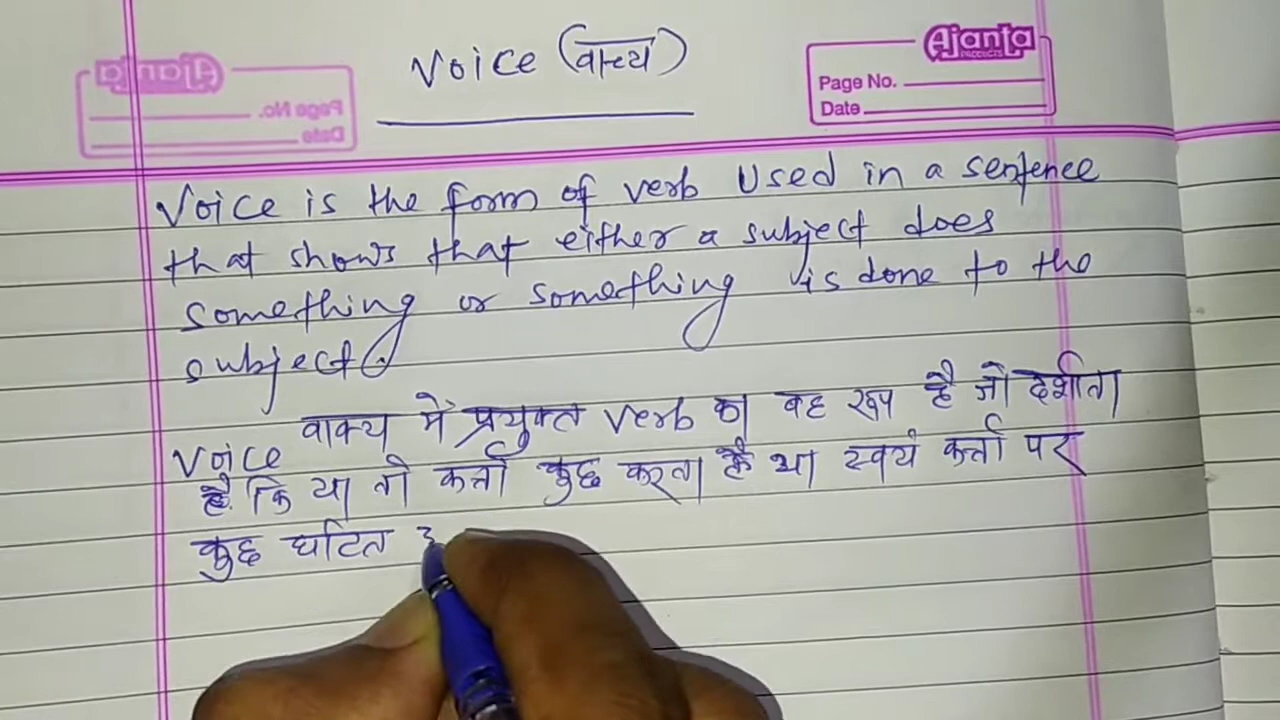 Voice (वाच्य)
Ajanta
PRODUCTS
Page No.
Date
Voice is the form of verb Used in a sentence
that shows that either a subject does
something or something is done to the
subject.
Voice वाक्य में प्रयुक्त verb का वह रूप है जो दर्शाता
है कि या तो कर्ता कुछ करता है या स्वयं कर्त्ता पर
कुछ घटित